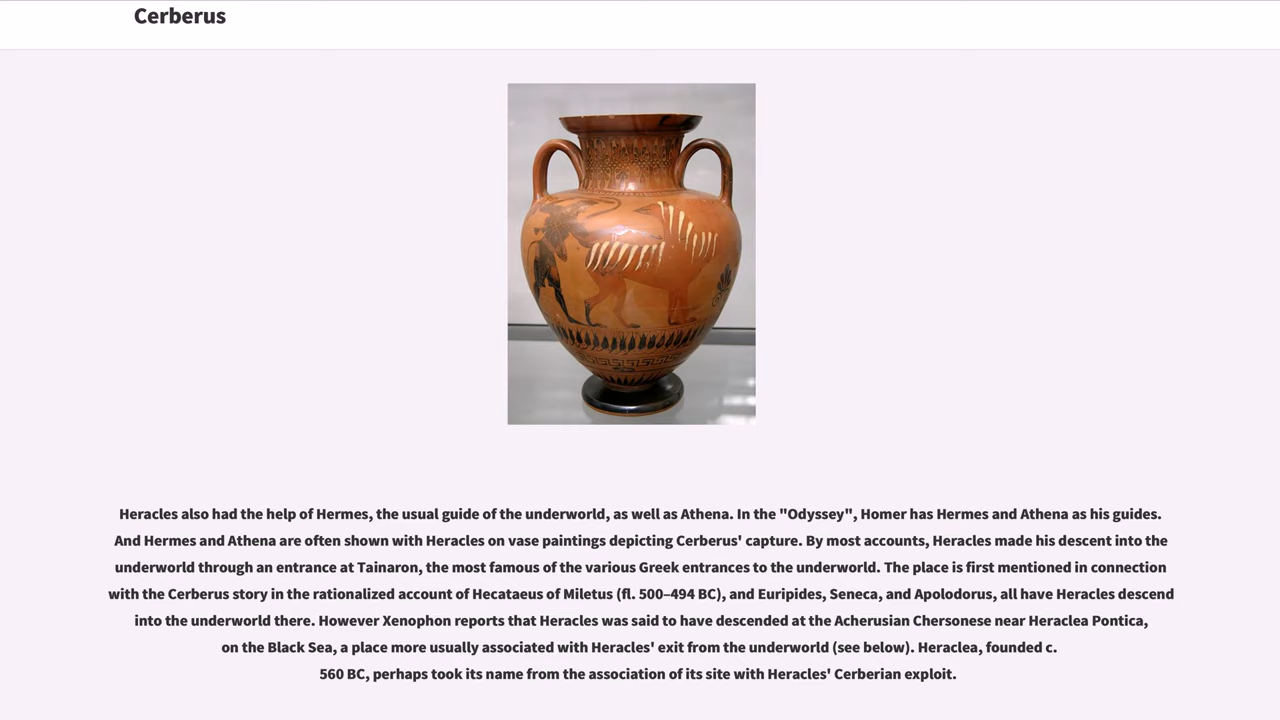 Cerberus
Heracles also had the help of Hermes, the usual guide of the underworld, as well as Athena. In the "Odyssey", Homer has Hermes and Athena as his guides.
And Hermes and Athena are often shown with Heracles on vase paintings depicting Cerberus' capture. By most accounts, Heracles made his descent into the
underworld through an entrance at Tainaron, the most famous of the various Greek entrances to the underworld. The place is first mentioned in connection
with the Cerberus story in the rationalized account of Hecataeus of Miletus (fl. 500–494 BC), and Euripides, Seneca, and Apolodorus, all have Heracles descend
into the underworld there. However Xenophon reports that Heracles was said to have descended at the Acherusian Chersonese near Heraclea Pontica,
on the Black Sea, a place more usually associated with Heracles' exit from the underworld (see below). Heraclea, founded c.
560 BC, perhaps took its name from the association of its site with Heracles' Cerberian exploit.